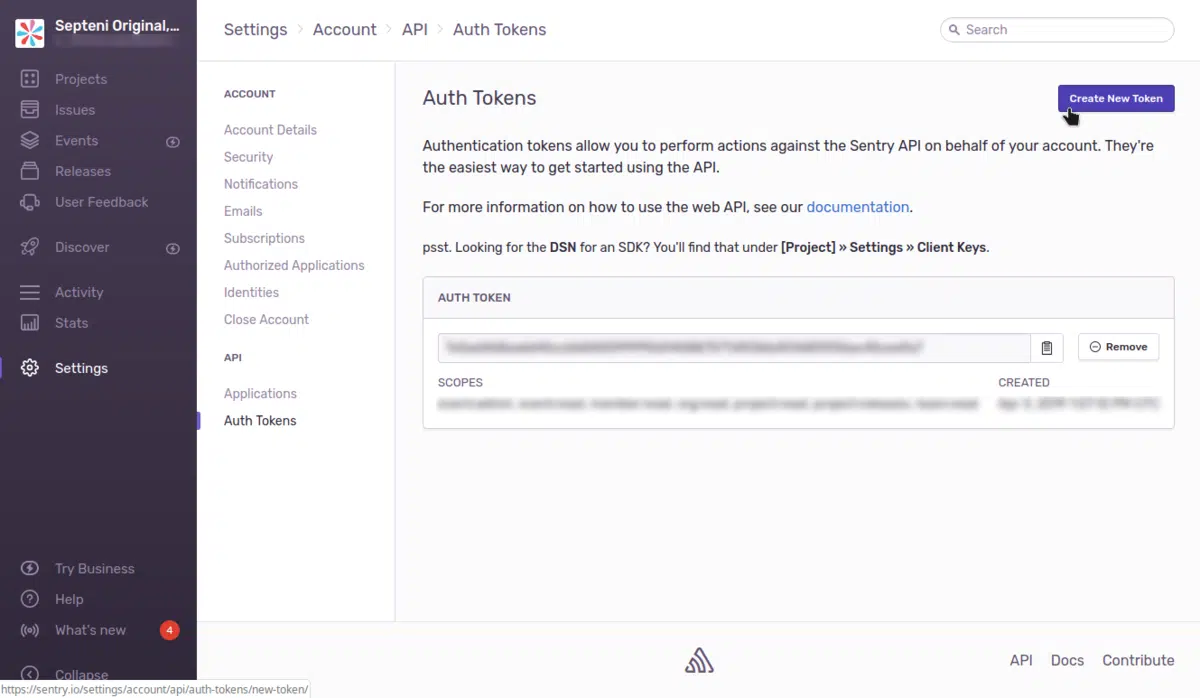 Septeni Original,...
Projects
Issues
Events
Releases
User Feedback
Discover
Activity
Stats
Settings
Try Business
Help
What's new
4
Collapse
https://sentry.io/settings/account/api/auth-tokens/new-token/
Settings > Account > API > Auth Tokens
Search
ACCOUNT
Account Details
Security
Notifications
Emails
Subscriptions
Authorized Applications
Identities
Close Account
API
Applications
Auth Tokens
Auth Tokens
Create New Token
Authentication tokens allow you to perform actions against the Sentry API on behalf of your account. They're
the easiest way to get started using the API.
For more information on how to use the web API, see our documentation.
psst. Looking for the DSN for an SDK? You'll find that under [Project] » Settings » Client Keys.
AUTH TOKEN
Remove
SCOPES
CREATED
API
Docs
Contribute